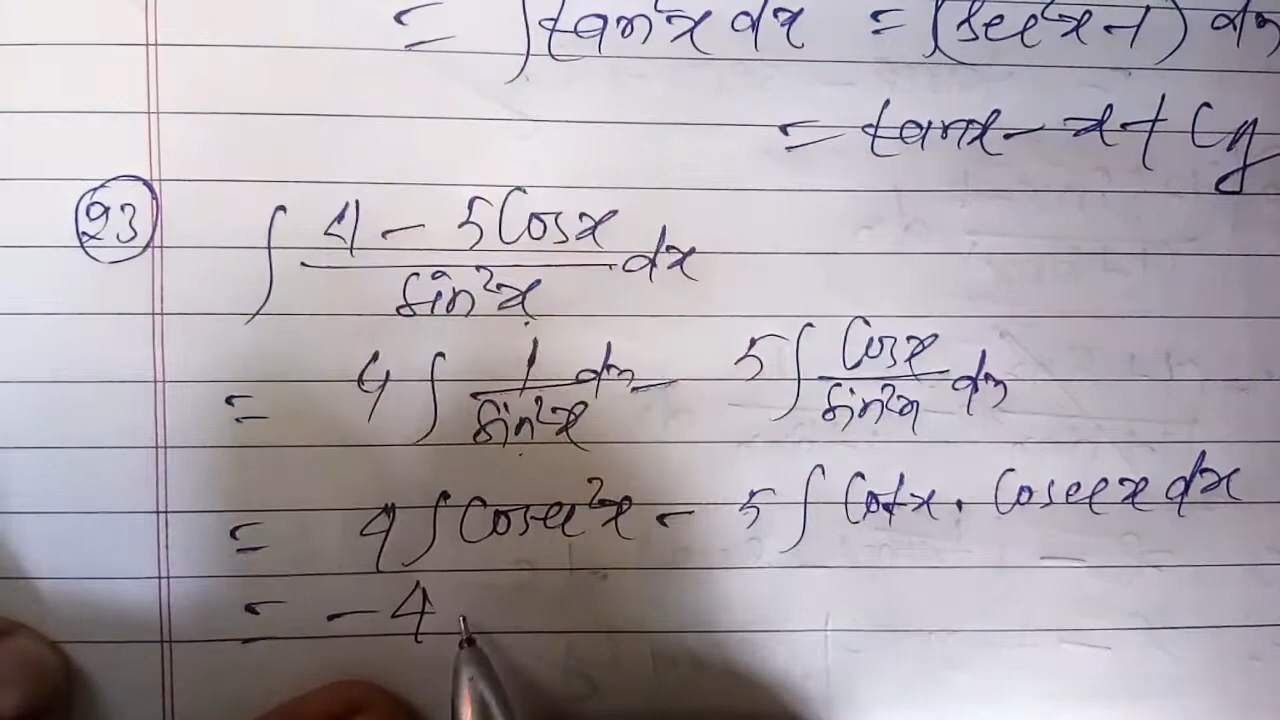 = ∫tan²x dx = ∫(sec²x-1) dx
= tanx - x + C
23 ∫ (4 - 5Cosx)/(Sin²x) dx
= 4∫ 1/(Sin²x) dx - 5∫ Cosx/(Sin²x) dx
= 4∫Cosec²x - 5∫Cotx. Cosecx dx
= -4